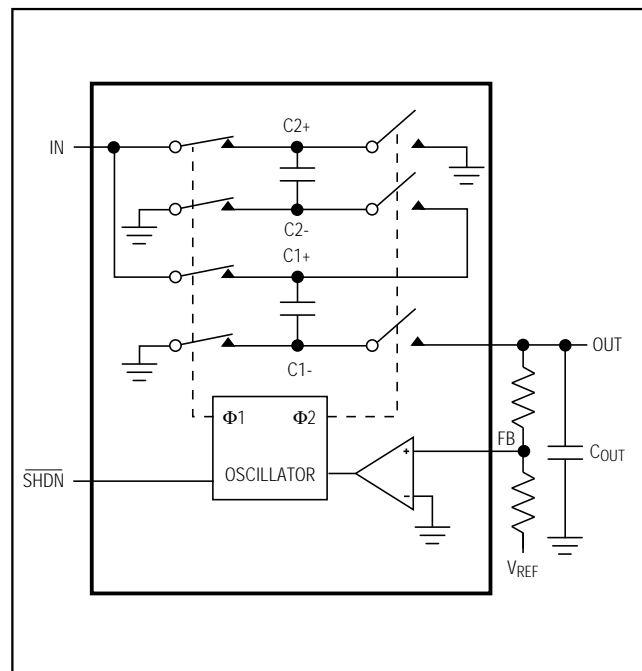 IN
C2+
C2-
C1+
C1-
Φ1 Φ2
OSCILLATOR
+
-
SHDN
FB
OUT
COUT
VREF